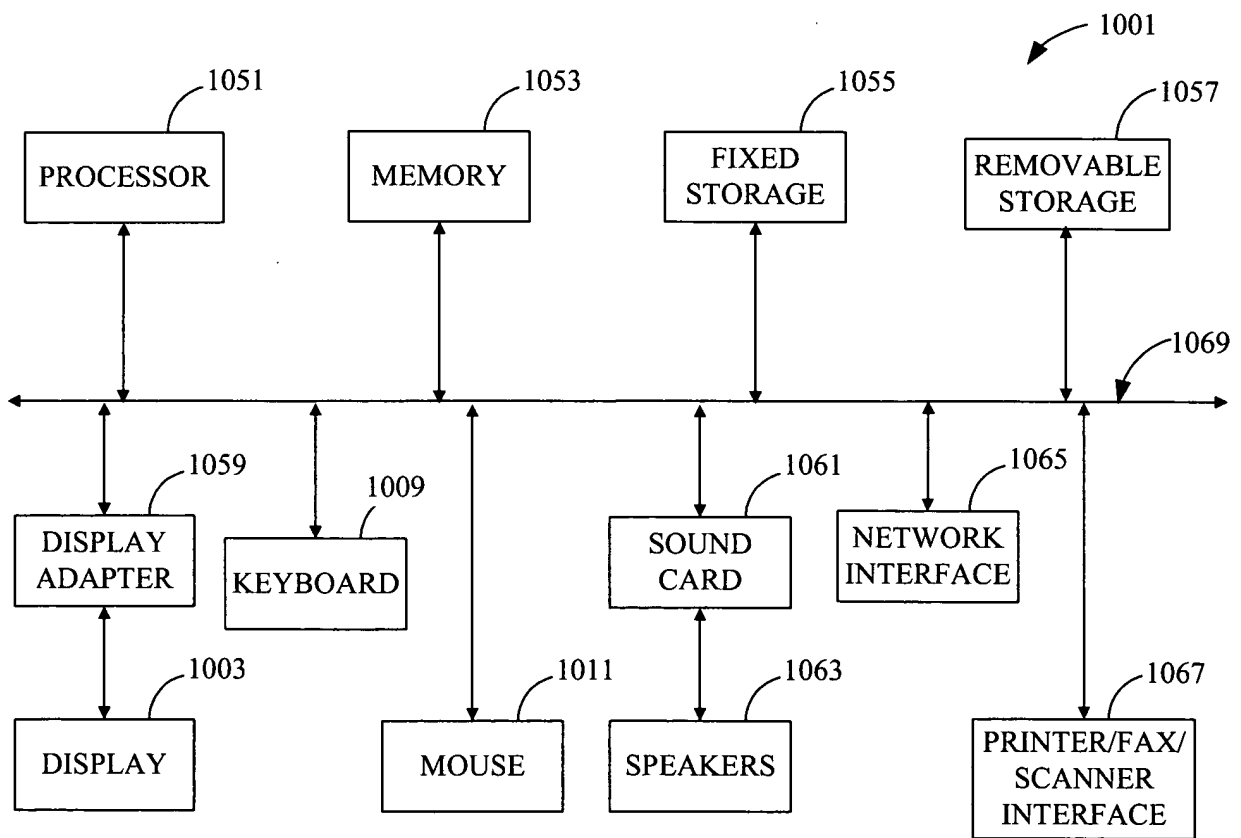 1001
1051
1053
1055
1057
PROCESSOR
MEMORY
FIXED
STORAGE
REMOVABLE
STORAGE
1069
1059
1009
1061
1065
DISPLAY
ADAPTER
KEYBOARD
SOUND
CARD
NETWORK
INTERFACE
1003
1011
1063
1067
DISPLAY
MOUSE
SPEAKERS
PRINTER/FAX/
SCANNER
INTERFACE